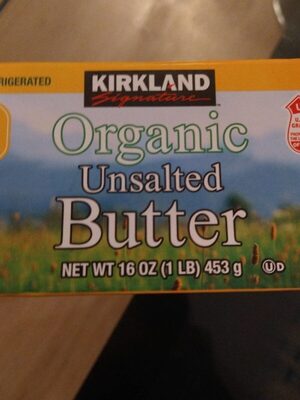 RIGERATED
KIRKLAND
Signature
Organic
Unsalted
Butter
NET WT 16 OZ (1 LB) 453 g
U D